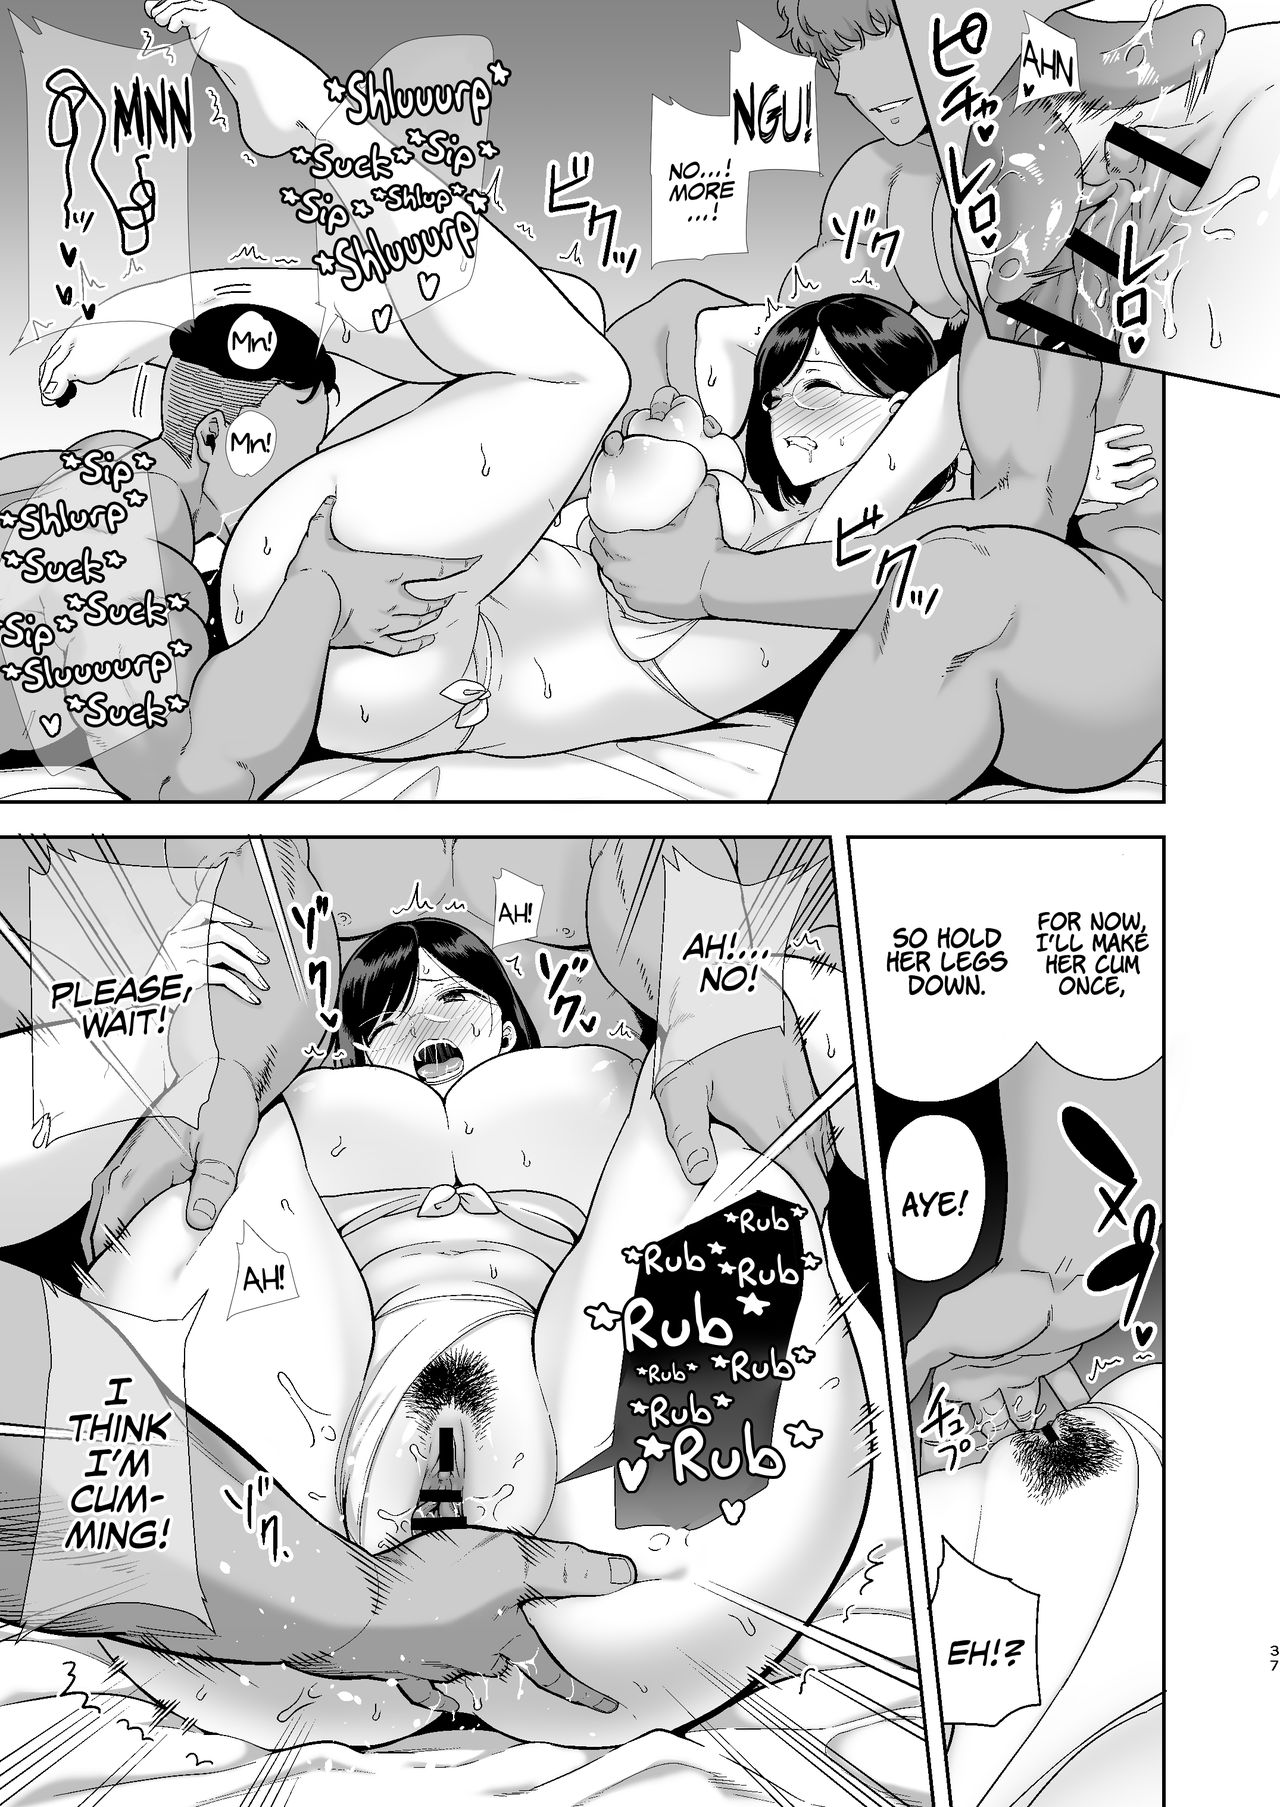 AHN
ピチャ
レロ
レロ
NGU!
NO...!
MORE
...!
ゾク
ビクッ
ビクッ
*Shluuurp*
*Suck*
*Sip*
*Sip*
*Shlup*
*Shluuurp*
MNN
Mn!
Mn!
*Sip*
*Shlurp*
*Suck*
*Suck*
*Sip*
*Sluuuurp*
*Suck*
FOR NOW,
I'LL MAKE
HER CUM
ONCE,
SO HOLD
HER LEGS
DOWN.
AYE!
チュプ
EH!?
AH!....
NO!
AH!
ゾク
ゾク
PLEASE,
WAIT!
AH!
*Rub*
*Rub*
*Rub*
*Rub*
*Rub*
*Rub*
*Rub*
*Rub*
I
THINK
I'M
CUM-
MING!
ゾク
37